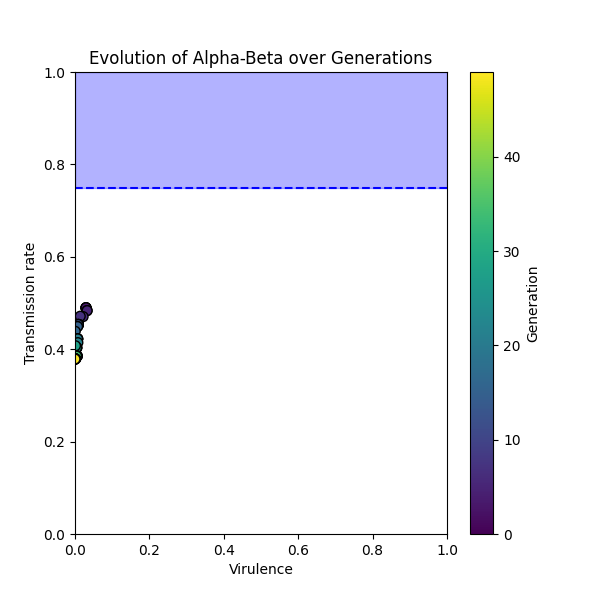 Evolution of Alpha-Beta over Generations
1.0
0.8
0.6
0.4
0.2
0.0
Transmission rate
0.0 0.2 0.4 0.6 0.8 1.0
Virulence
40
30
20
10
0
Generation